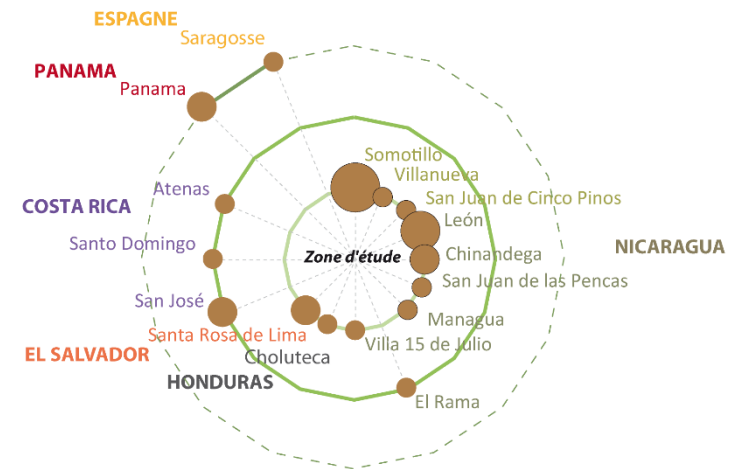 ESPAGNE
Saragosse
PANAMA
Panama
Somotillo
Villanueva
Atenas
San Juan de Cinco Pinos
COSTA RICA
León
Santo Domingo
Zone d'étude
Chinandega
NICARAGUA
San Juan de las Pencas
San José
Managua
Santa Rosa de Lima
Villa 15 de Julio
EL SALVADOR
Choluteca
HONDURAS
El Rama